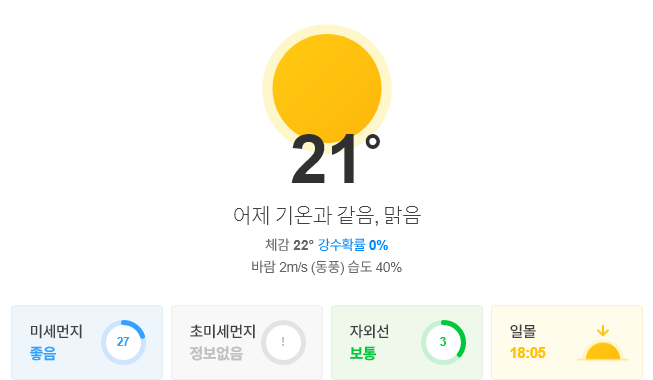 21°
어제 기온과 같음, 맑음
체감 22° 강수확률 0%
바람 2m/s (동풍) 습도 40%
미세먼지
좋음
27
초미세먼지
정보없음
!
자외선
보통
3
일몰
18:05